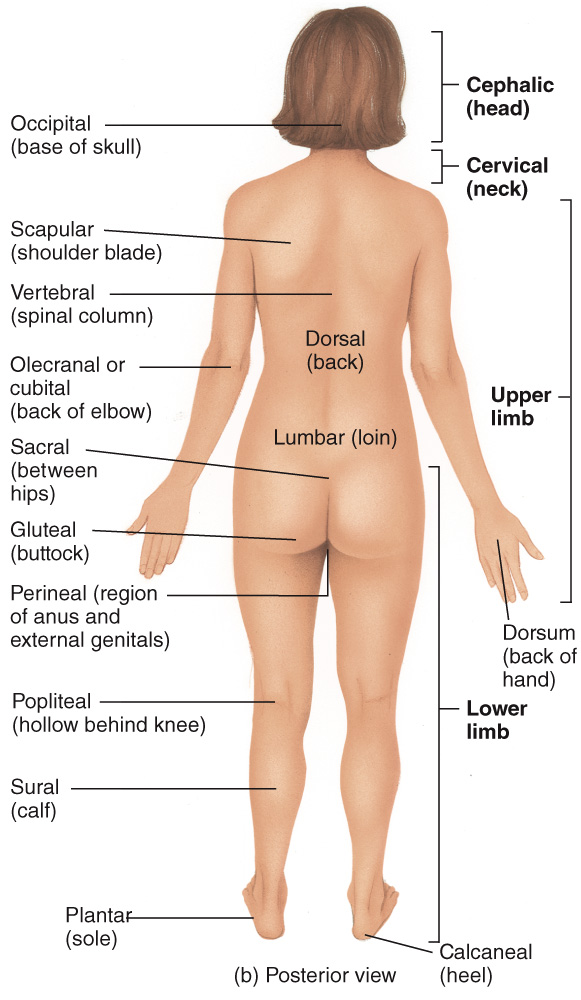 Cephalic
(head)
Occipital
(base of skull)
Cervical
(neck)
Scapular
(shoulder blade)
Vertebral
(spinal column)
Dorsal
(back)
Olecranal or
cubital
(back of elbow)
Upper
limb
Lumbar (loin)
Sacral
(between
hips)
Gluteal
(buttock)
Perineal (region
of anus and
external genitals)
Dorsum
(back of
hand)
Popliteal
(hollow behind knee)
Lower
limb
Sural
(calf)
Plantar
(sole)
Calcaneal
(heel)
(b) Posterior view